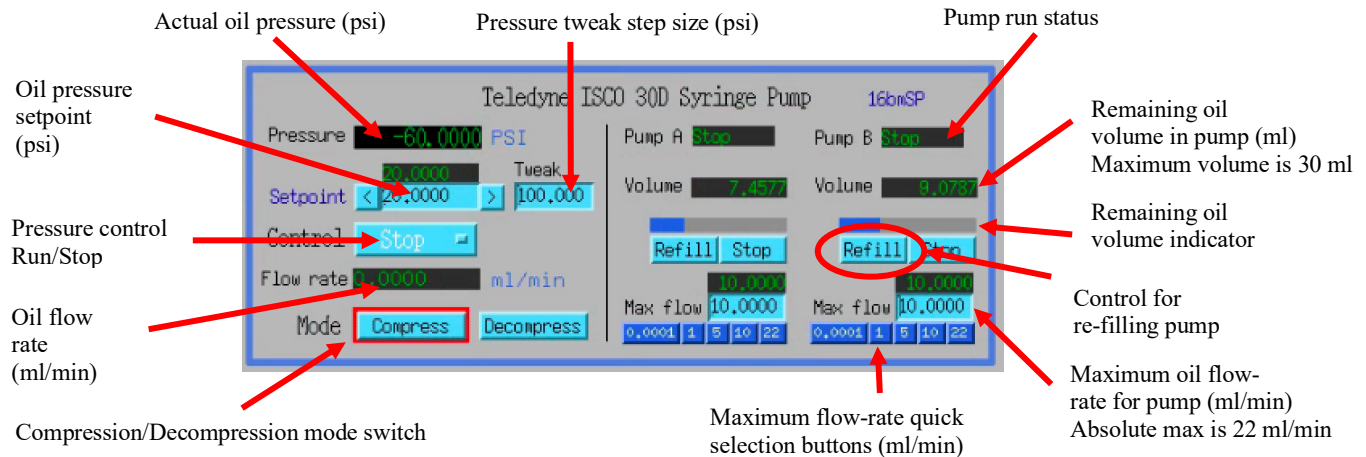 Actual oil pressure (psi)
Pressure tweak step size (psi)
Pump run status
Oil pressure
setpoint
(psi)
Pressure control
Run/Stop
Oil flow
rate
(ml/min)
Compression/Decompression mode switch
Teledyne ISCO 30D Syringe Pump
16bmSP
Pressure -60.0000 PSI
20.0000
Tweak
Setpoint < 20.0000 > 100.000
Control Stop
Flow rate 0.0000 ml/min
Mode Compress Decompress
Pump A Stop
Volume 7.4577
Refill Stop
10.0000
Max flow 10.0000
0.0001 1 5 10 22
Pump B Stop
Volume 9.0787
Refill Stop
10.0000
Max flow 10.0000
0.0001 1 5 10 22
Remaining oil
volume in pump (ml)
Maximum volume is 30 ml
Remaining oil
volume indicator
Control for
re-filling pump
Maximum oil flow-
rate for pump (ml/min)
Absolute max is 22 ml/min
Maximum flow-rate quick
selection buttons (ml/min)